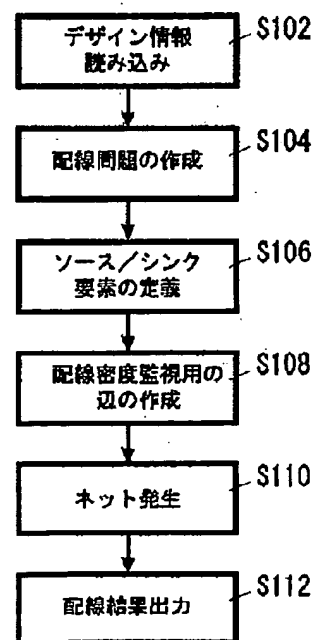 デザイン情報
読み込み
S102
配線問題の作成
S104
ソース／シンク
要素の定義
S106
配線密度監視用の
辺の作成
S108
ネット発生
S110
配線結果出力
S112